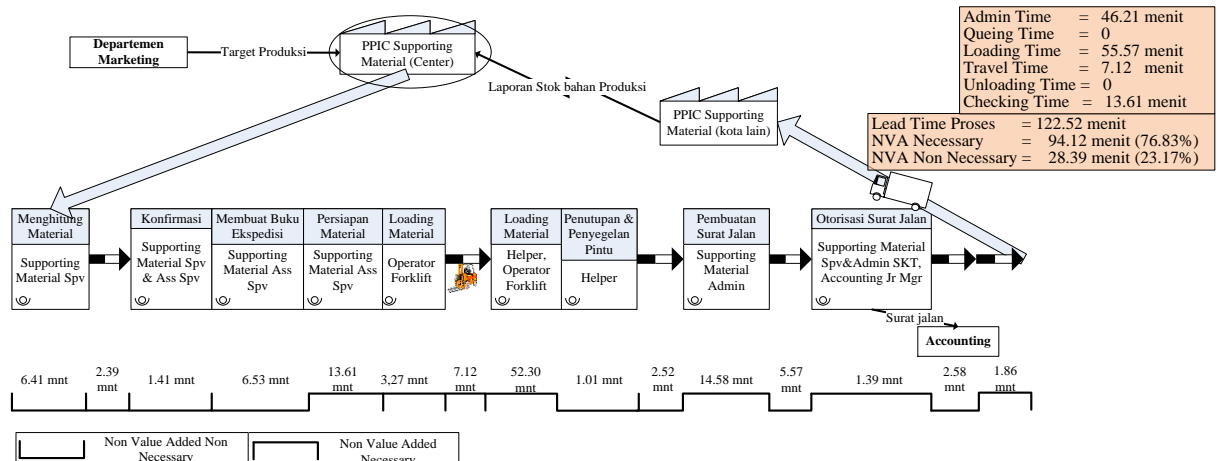 Departemen
Marketing
Target Produksi
PPIC Supporting
Material (Center)
Laporan Stok bahan Produksi
PPIC Supporting
Material (kota lain)
Admin Time = 46.21 menit
Queing Time = 0
Loading Time = 55.57 menit
Travel Time = 7.12 menit
Unloading Time = 0
Checking Time = 13.61 menit
Lead Time Proses = 122.52 menit
NVA Necessary = 94.12 menit (76.83%)
NVA Non Necessary = 28.39 menit (23.17%)
Menghitung
Material
Supporting
Material Spv
Konfirmasi
Supporting
Material Spv
& Ass Spv
Membuat Buku
Ekspedisi
Supporting
Material Ass
Spv
Persiapan
Material
Supporting
Material Ass
Spv
Loading
Material
Operator
Forklift
Loading
Material
Helper,
Operator
Forklift
Penutupan &
Penyegelan
Pintu
Helper
Pembuatan
Surat Jalan
Supporting
Material
Admin
Otorisasi Surat Jalan
Supporting Material
Spv&Admin SKT,
Accounting Jr Mgr
Surat jalan
Accounting
6.41 mnt
2.39
mnt
1.41 mnt
6.53 mnt
13.61
mnt
3,27 mnt
7.12
mnt
52.30
mnt
1.01 mnt
2.52
mnt
14.58 mnt
5.57
mnt
1.39 mnt
2.58
mnt
1.86
mnt
Non Value Added Non
Necessary
Non Value Added
Necessary